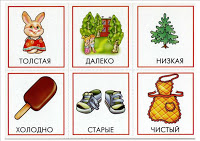 ТОЛСТАЯ ДАЛЕКО НИЗКАЯ
ХОЛОДНО СТАРЫЕ ЧИСТЫЙ